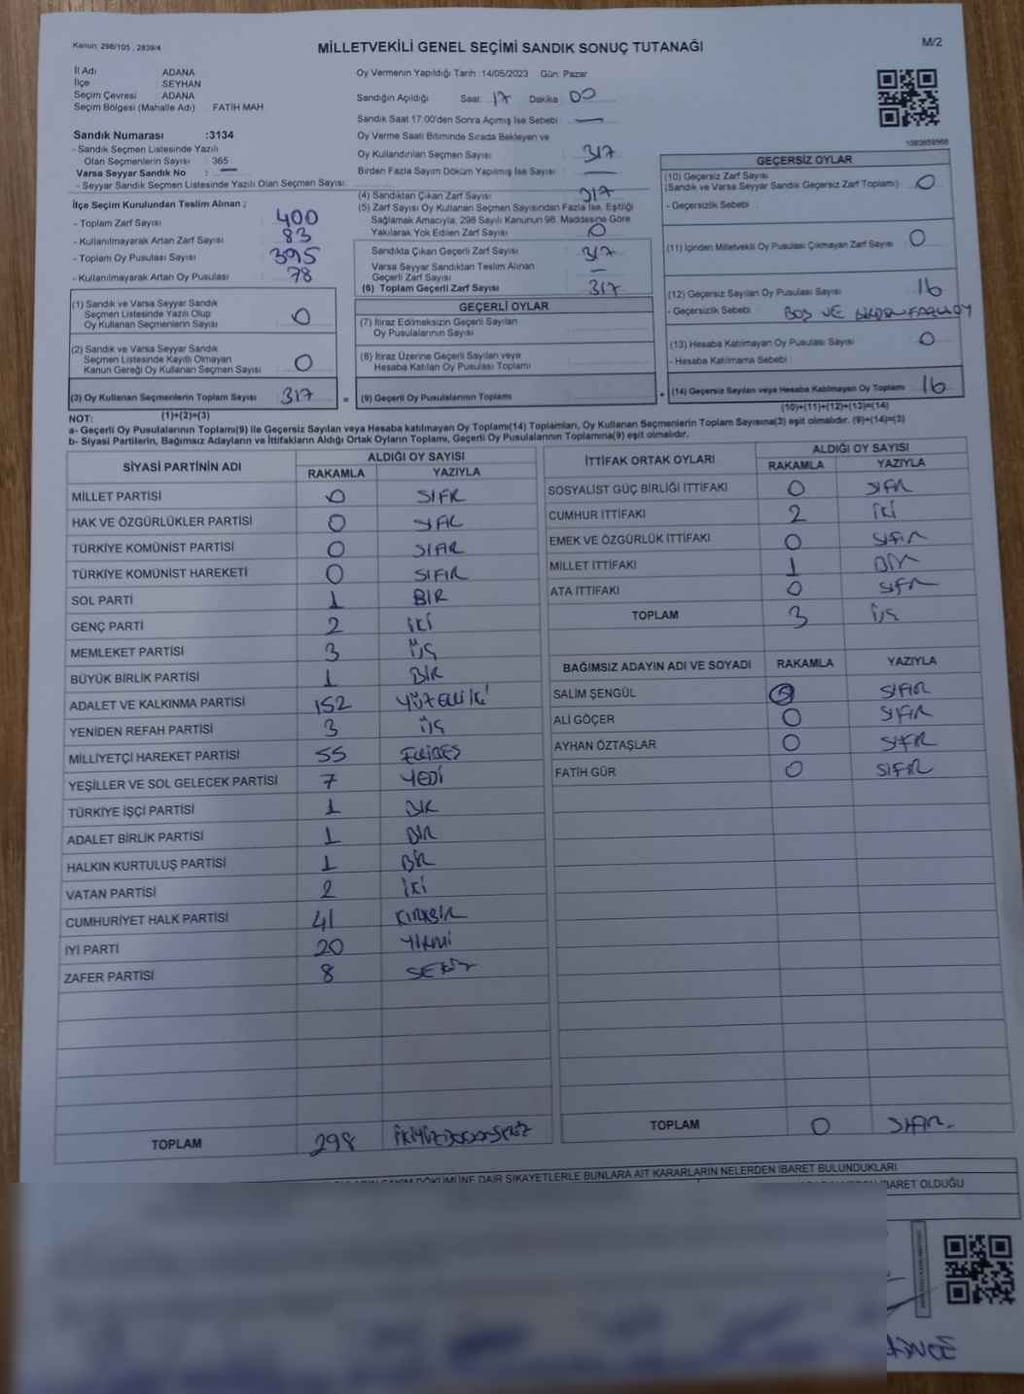 Kanun: 298/105 , 2839/4
MİLLETVEKİLİ GENEL SEÇİMİ SANDIK SONUÇ TUTANAĞI
M/2
İl Adı : ADANA
İlçe : SEYHAN
Seçim Çevresi : ADANA
Seçim Bölgesi (Mahalle Adı) : FATİH MAH
Sandık Numarası :3134
- Sandık Seçmen Listesinde Yazılı
Olan Seçmenlerin Sayısı : 365
Varsa Seyyar Sandık No : —
- Seyyar Sandık Seçmen Listesinde Yazılı Olan Seçmen Sayısı:
Oy Vermenin Yapıldığı Tarih :14/05/2023 Gün: Pazar
Sandığın Açıldığı Saat: 17 Dakika 00
Sandık Saat 17:00'den Sonra Açımış İse Sebebi —
Oy Verme Saati Bitiminde Sırada Bekleyen ve
Oy Kullandırılan Seçmen Sayısı 317
Birden Fazla Sayım Döküm Yapılmış İse Sayısı —
(4) Sandıktan Çıkan Zarf Sayısı 317
(5) Zarf Sayısı Oy Kullanan Seçmen Sayısından Fazla İse, Eşitliği
Sağlamak Amacıyla, 298 Sayılı Kanunun 98. Maddesine Göre
Yakılarak Yok Edilen Zarf Sayısı 0
İlçe Seçim Kurulundan Teslim Alınan ;
- Toplam Zarf Sayısı 400
- Kullanılmayarak Artan Zarf Sayısı 83
- Toplam Oy Pusulası Sayısı 395
- Kullanılmayarak Artan Oy Pusulası 78
Sandıkta Çıkan Geçerli Zarf Sayısı 317
Varsa Seyyar Sandıktan Teslim Alınan
Geçerli Zarf Sayısı —
(6) Toplam Geçerli Zarf Sayısı 317
(1) Sandık ve Varsa Seyyar Sandık
Seçmen Listesinde Yazılı Olup
Oy Kullanan Seçmenlerin Sayısı 0
(2) Sandık ve Varsa Seyyar Sandık
Seçmen Listesinde Kayıtlı Olmayan
Kanun Gereği Oy Kullanan Seçmen Sayısı 0
(3) Oy Kullanan Seçmenlerin Toplam Sayısı 317
(1)+(2)=(3)
GEÇERLİ OYLAR
(7) İtiraz Edilmeksizin Geçerli Sayılan
Oy Pusulalarının Sayısı
(8) İtiraz Üzerine Geçerli Sayılan veya
Hesaba Katılan Oy Pusulası Toplamı
= (9) Geçerli Oy Pusulalarının Toplamı
1083659568
GEÇERSİZ OYLAR
(10) Geçersiz Zarf Sayısı
(Sandık ve Varsa Seyyar Sandık Geçersiz Zarf Toplamı) 0
- Geçersizlik Sebebi
(11) İçinden Milletvekili Oy Pusulası Çıkmayan Zarf Sayısı 0
(12) Geçersiz Sayılan Oy Pusulası Sayısı 16
- Geçersizlik Sebebi BOŞ VE BİRDEN FAZLA OY
(13) Hesaba Katılmayan Oy Pusulası Sayısı 0
- Hesaba Katılmama Sebebi
+ (14) Geçersiz Sayılan veya Hesaba Katılmayan Oy Toplamı 16
(10)+(11)+(12)+(13)=(14)
NOT:
a- Geçerli Oy Pusulalarının Toplamı(9) ile Geçersiz Sayılan veya Hesaba katılmayan Oy Toplamı(14) Toplamları, Oy Kullanan Seçmenlerin Toplam Sayısına(3) eşit olmalıdır. (9)+(14)=(3)
b- Siyasi Partilerin, Bağımsız Adayların ve İttifakların Aldığı Ortak Oyların Toplamı, Geçerli Oy Pusulalarının Toplamına(9) eşit olmalıdır.
SİYASİ PARTİNİN ADI ALDIĞI OY SAYISI
RAKAMLA YAZIYLA
MİLLET PARTİSİ 0 SIFR
HAK VE ÖZGÜRLÜKLER PARTİSİ 0
TÜRKİYE KOMÜNİST PARTİSİ 0 SIFIR
TÜRKİYE KOMÜNİST HAREKETİ 0 SIFIR
SOL PARTİ 1 BİR
GENÇ PARTİ 2 İKİ
MEMLEKET PARTİSİ 3 ÜÇ
BÜYÜK BİRLİK PARTİSİ 1 BİR
ADALET VE KALKINMA PARTİSİ 152 YÜZELLİİKİ
YENİDEN REFAH PARTİSİ 3 ÜÇ
MİLLİYETÇİ HAREKET PARTİSİ 55 ELLİBEŞ
YEŞİLLER VE SOL GELECEK PARTİSİ 7 YEDİ
TÜRKİYE İŞÇİ PARTİSİ 1 BİR
ADALET BİRLİK PARTİSİ 1 BİR
HALKIN KURTULUŞ PARTİSİ 1 BİR
VATAN PARTİSİ 2 İKİ
CUMHURİYET HALK PARTİSİ 41 KIRKBİR
İYİ PARTİ 20 YİRMİ
ZAFER PARTİSİ 8 SEKİZ
TOPLAM 298 İKİYÜZDOKSANSEKİZ
İTTİFAK ORTAK OYLARI ALDIĞI OY SAYISI
RAKAMLA YAZIYLA
SOSYALİST GÜÇ BİRLİĞİ İTTİFAKI 0 SIFIR
CUMHUR İTTİFAKI 2 İKİ
EMEK VE ÖZGÜRLÜK İTTİFAKI 0 SIFIR
MİLLET İTTİFAKI 1 BİR
ATA İTTİFAKI 0 SIFIR
TOPLAM 3 ÜÇ
BAĞIMSIZ ADAYIN ADI VE SOYADI RAKAMLA YAZIYLA
SALİM ŞENGÜL 0 SIFIR
ALİ GÖÇER 0 SIFIR
AYHAN ÖZTAŞLAR 0 SIFIR
FATİH GÜR 0 SIFIR
TOPLAM 0 SIFIR
DÖKÜMÜNE DAİR ŞİKAYETLERLE BUNLARA AİT KARARLARIN NELERDEN İBARET BULUNDUKLARI
İBARET OLDUĞU